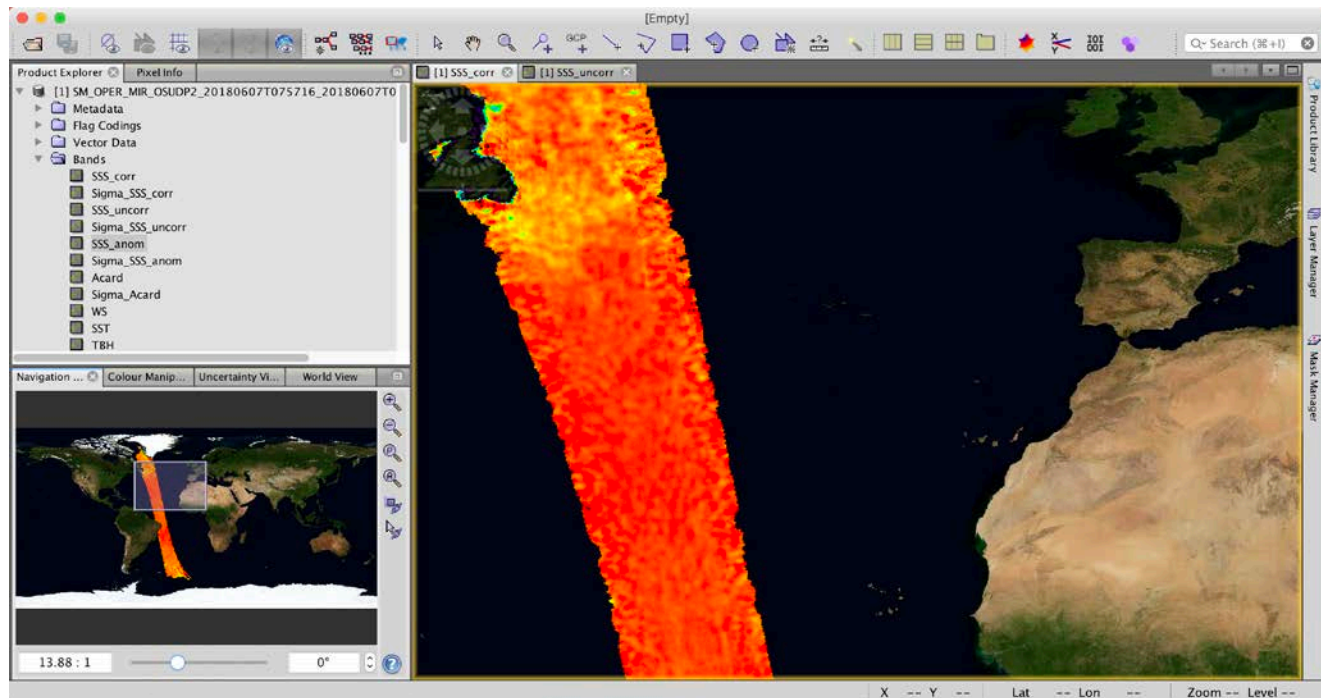 [Empty]
GCP
Search (⌘+I)
Product Explorer Pixel Info
[1] SSS_corr [1] SSS_uncorr
[1] SM_OPER_MIR_OSUDP2_20180607T075716_20180607T0
Metadata
Flag Codings
Vector Data
Bands
SSS_corr
Sigma_SSS_corr
SSS_uncorr
Sigma_SSS_uncorr
SSS_anom
Sigma_SSS_anom
Acard
Sigma_Acard
WS
SST
TBH
Product Library
Layer Manager
Mask Manager
Navigation ... Colour Manip... Uncertainty Vi... World View
13.88 : 1 0°
X -- Y -- Lat -- Lon -- Zoom -- Level --